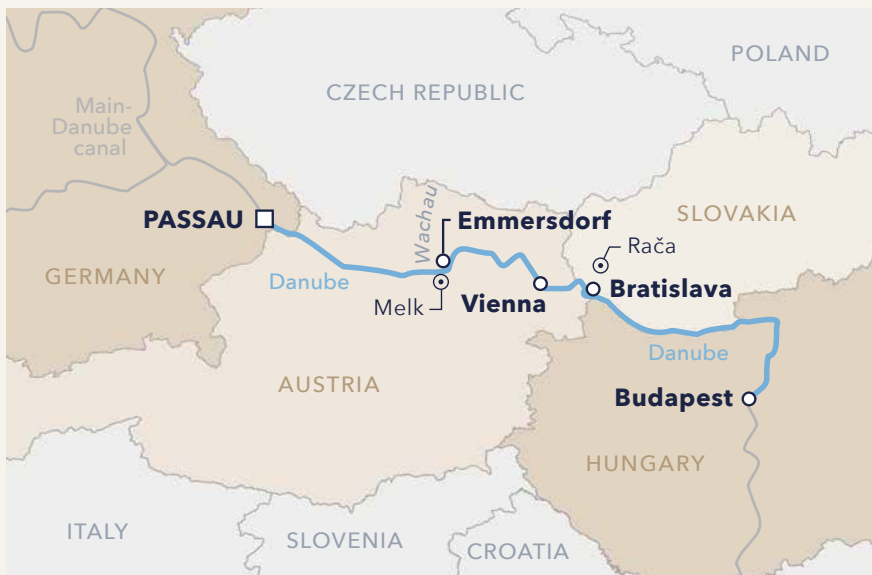 POLAND
CZECH REPUBLIC
Main-
Danube
canal
PASSAU
Wachau
Emmersdorf
SLOVAKIA
Rača
GERMANY
Danube
Melk
Vienna
Bratislava
Danube
AUSTRIA
Budapest
HUNGARY
ITALY
SLOVENIA
CROATIA